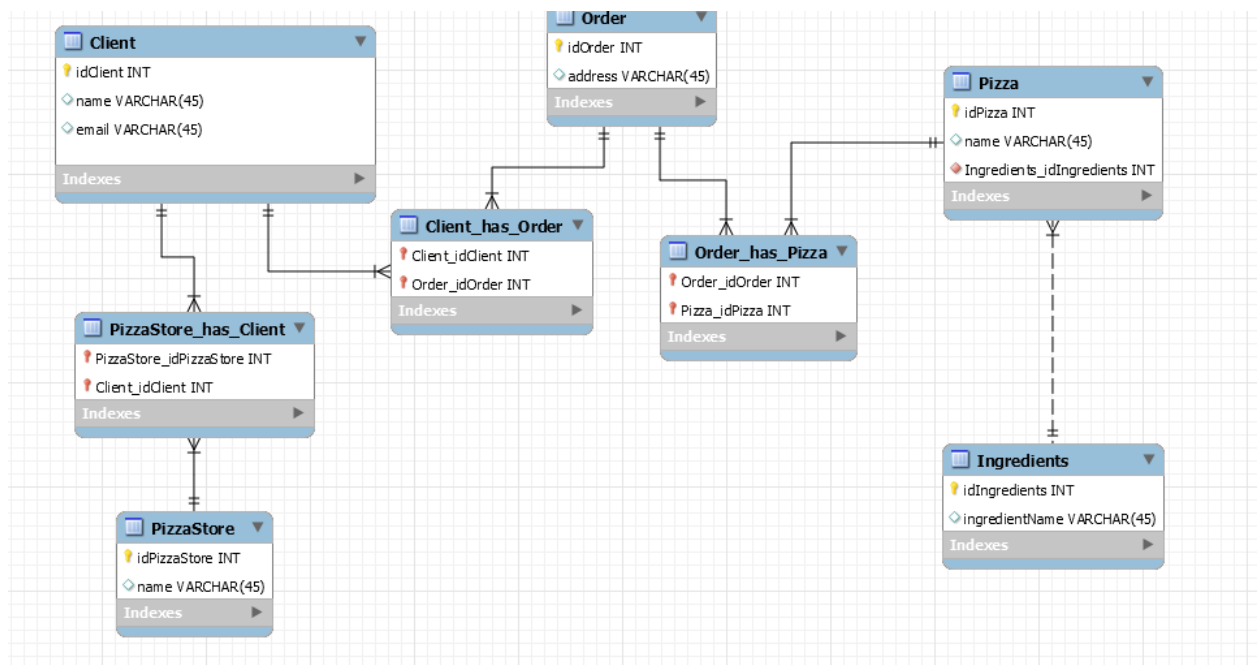 Client
idClient INT
name VARCHAR(45)
email VARCHAR(45)
Indexes
Order
idOrder INT
address VARCHAR(45)
Indexes
Pizza
idPizza INT
name VARCHAR(45)
Ingredients_idIngredients INT
Indexes
Client_has_Order
Client_idClient INT
Order_idOrder INT
Indexes
Order_has_Pizza
Order_idOrder INT
Pizza_idPizza INT
Indexes
PizzaStore_has_Client
PizzaStore_idPizzaStore INT
Client_idClient INT
Indexes
Ingredients
idIngredients INT
ingredientName VARCHAR(45)
Indexes
PizzaStore
idPizzaStore INT
name VARCHAR(45)
Indexes